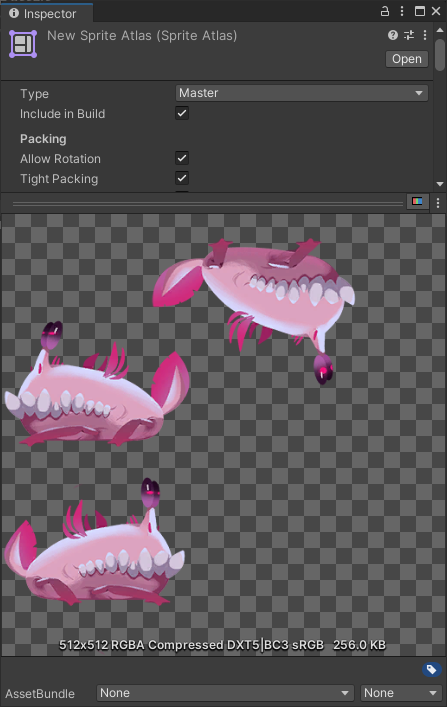 Inspector
New Sprite Atlas (Sprite Atlas)
Open
Type Master
Include in Build
Packing
Allow Rotation
Tight Packing
512x512 RGBA Compressed DXT5|BC3 sRGB 256.0 KB
AssetBundle None None